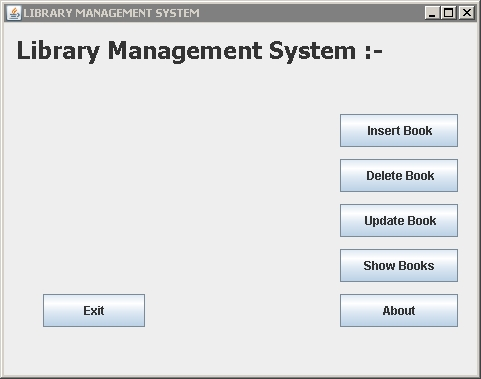 LIBRARY MANAGEMENT SYSTEM
Library Management System :-
Insert Book
Delete Book
Update Book
Show Books
Exit
About